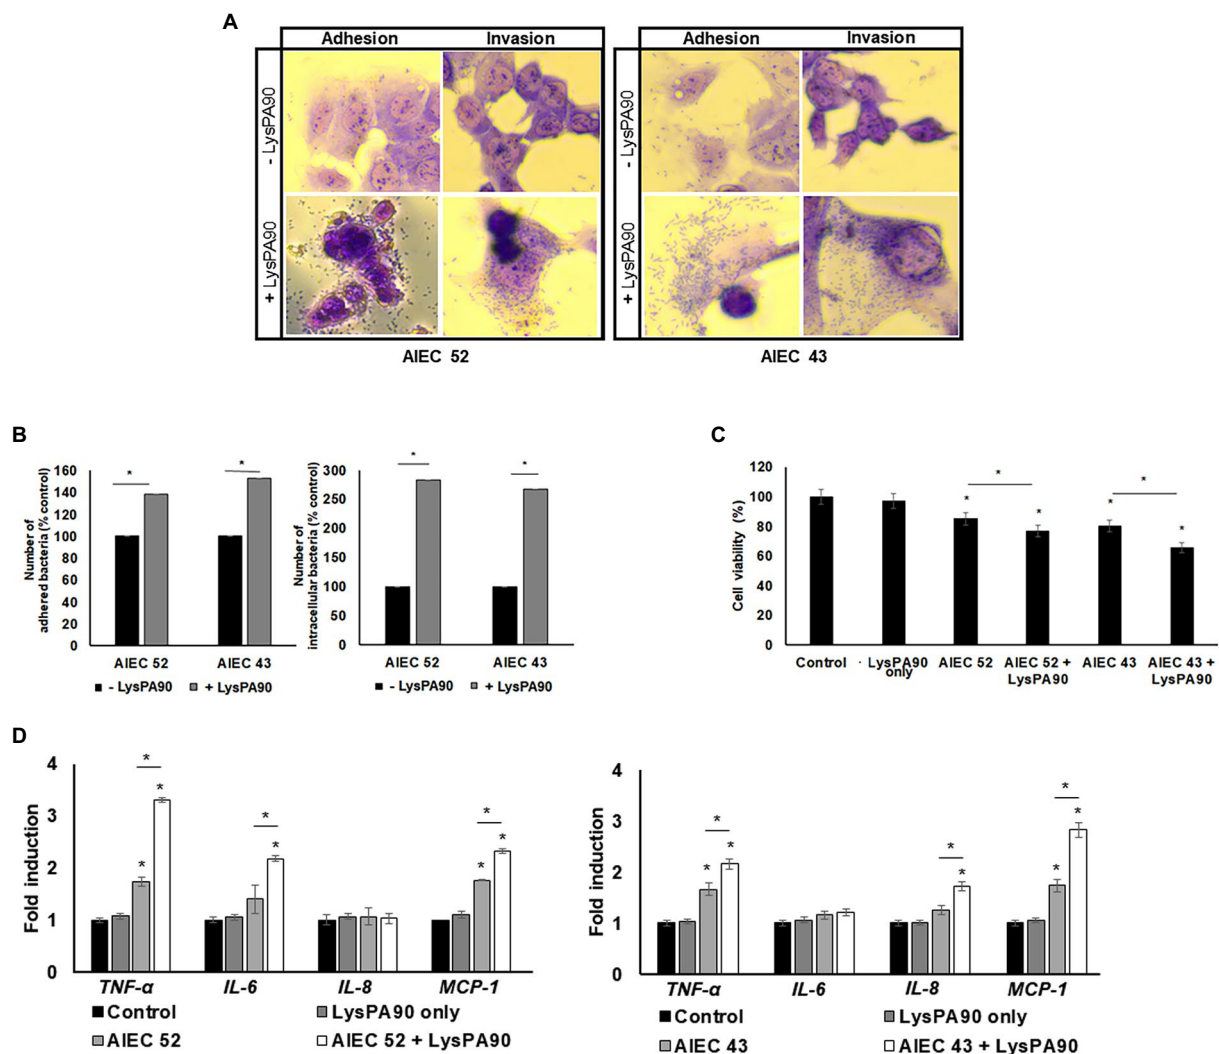 A
Adhesion Invasion Adhesion Invasion
- LysPA90 - LysPA90
+ LysPA90 + LysPA90
AIEC 52 AIEC 43
B
Number of
adhered bacteria (% control)
160
140
120
100
80
60
40
20
0
* *
AIEC 52 AIEC 43
- LysPA90 + LysPA90
Number of
intracellular bacteria (% control)
300
250
200
150
100
50
0
* *
AIEC 52 AIEC 43
- LysPA90 + LysPA90
C
Cell viability (%)
120
100
80
60
40
20
0
* *
* * * *
Control LysPA90 AIEC 52 AIEC 52 + AIEC 43 AIEC 43 +
only LysPA90 LysPA90
D
Fold induction
4
3
2
1
0
* * *
* * * * *
TNF-α IL-6 IL-8 MCP-1
Control LysPA90 only
AIEC 52 AIEC 52 + LysPA90
Fold induction
4
3
2
1
0
* * *
* * * * *
TNF-α IL-6 IL-8 MCP-1
Control LysPA90 only
AIEC 43 AIEC 43 + LysPA90